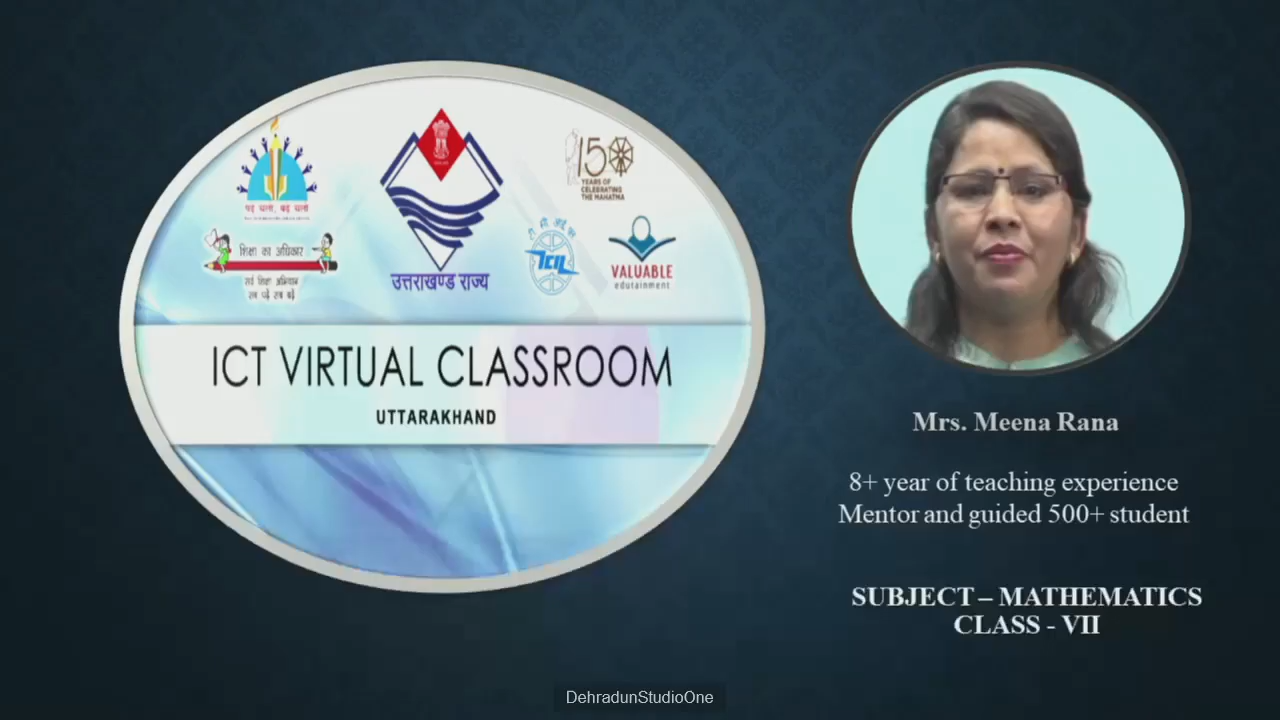 पढ़े चलो, बढ़े चलो
शिक्षा का अधिकार
सर्व शिक्षा अभियान
सब पढ़ें सब बढ़ें
उत्तराखण्ड राज्य
150
YEARS OF
CELEBRATING
THE MAHATMA
टी सी आई एल
TCIL
VALUABLE
edutainment
ICT VIRTUAL CLASSROOM
UTTARAKHAND
Mrs. Meena Rana
8+ year of teaching experience
Mentor and guided 500+ student
SUBJECT – MATHEMATICS
CLASS - VII
DehradunStudioOne